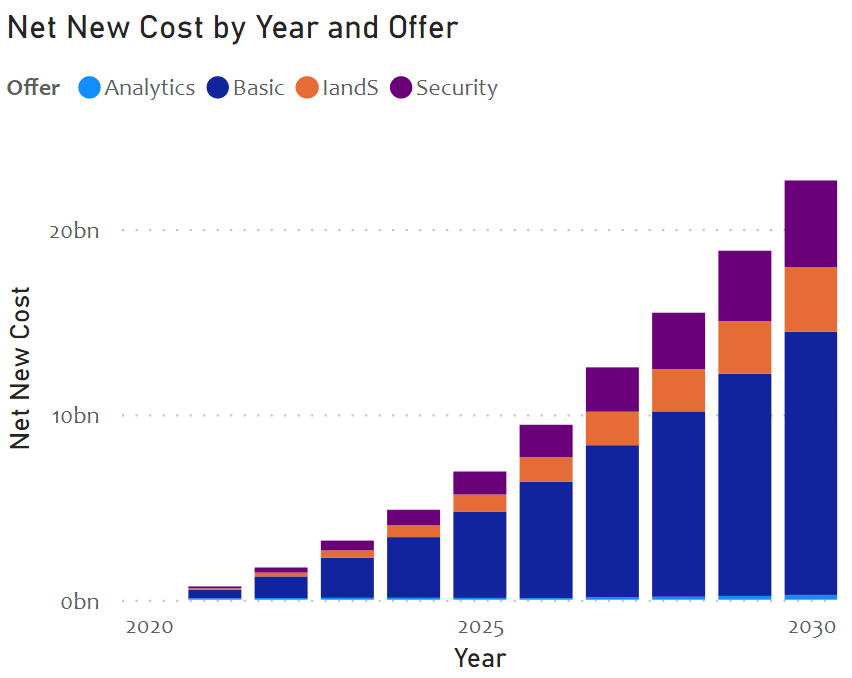 Net New Cost by Year and Offer
Offer Analytics Basic IandS Security
20bn
10bn
0bn
Net New Cost
2020 2025 2030
Year